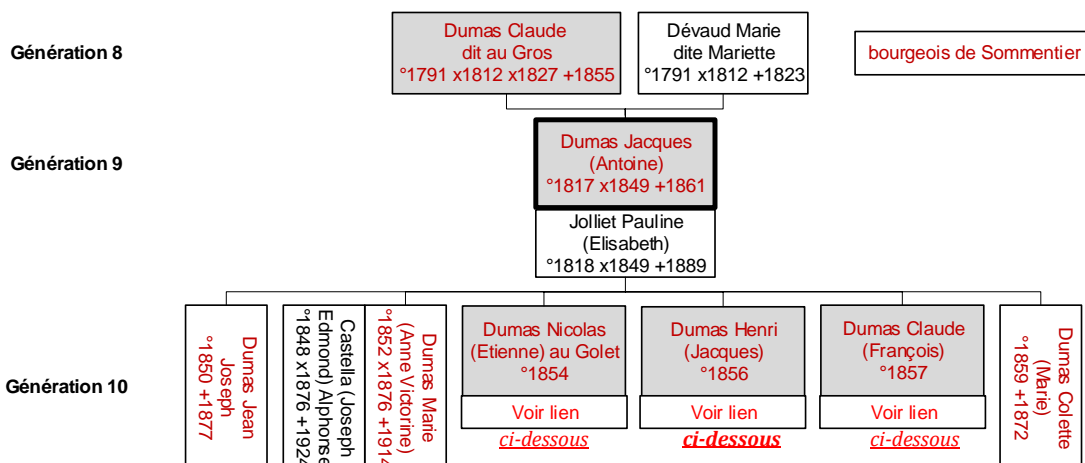 Génération 8
Dumas Claude
dit au Gros
°1791 x1812 x1827 +1855
Dévaud Marie
dite Mariette
°1791 x1812 +1823
bourgeois de Sommentier
Génération 9
Dumas Jacques
(Antoine)
°1817 x1849 +1861
Jolliet Pauline
(Elisabeth)
°1818 x1849 +1889
Génération 10
Dumas Jean
Joseph
°1850 +1877
Castella (Joseph
Edmond) Alphonse
°1848 x1876 +1924
Dumas Marie
(Anne Victorine)
°1852 x1876 +1914
Dumas Nicolas
(Etienne) au Golet
°1854
Voir lien
ci-dessous
Dumas Henri
(Jacques)
°1856
Voir lien
ci-dessous
Dumas Claude
(François)
°1857
Voir lien
ci-dessous
Dumas Colette
(Marie)
°1859 +1872